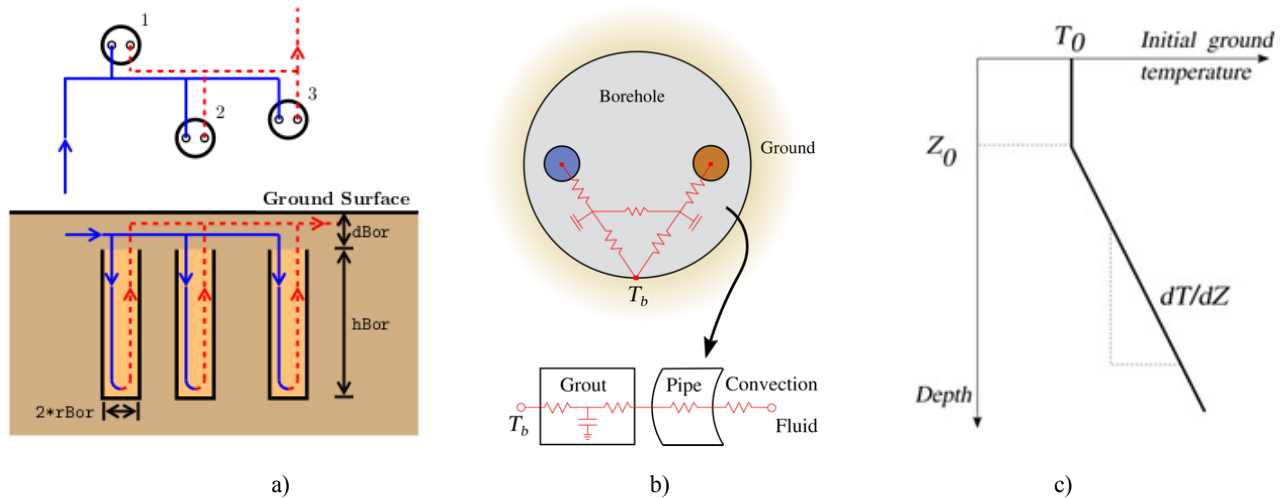 1
2
3
Ground Surface
dBor
hBor
2*rBor
a)
Borehole
Ground
T_b
Grout
Pipe
Convection
T_b
Fluid
b)
T_0
Initial ground
temperature
Z_0
dT/dZ
Depth
c)